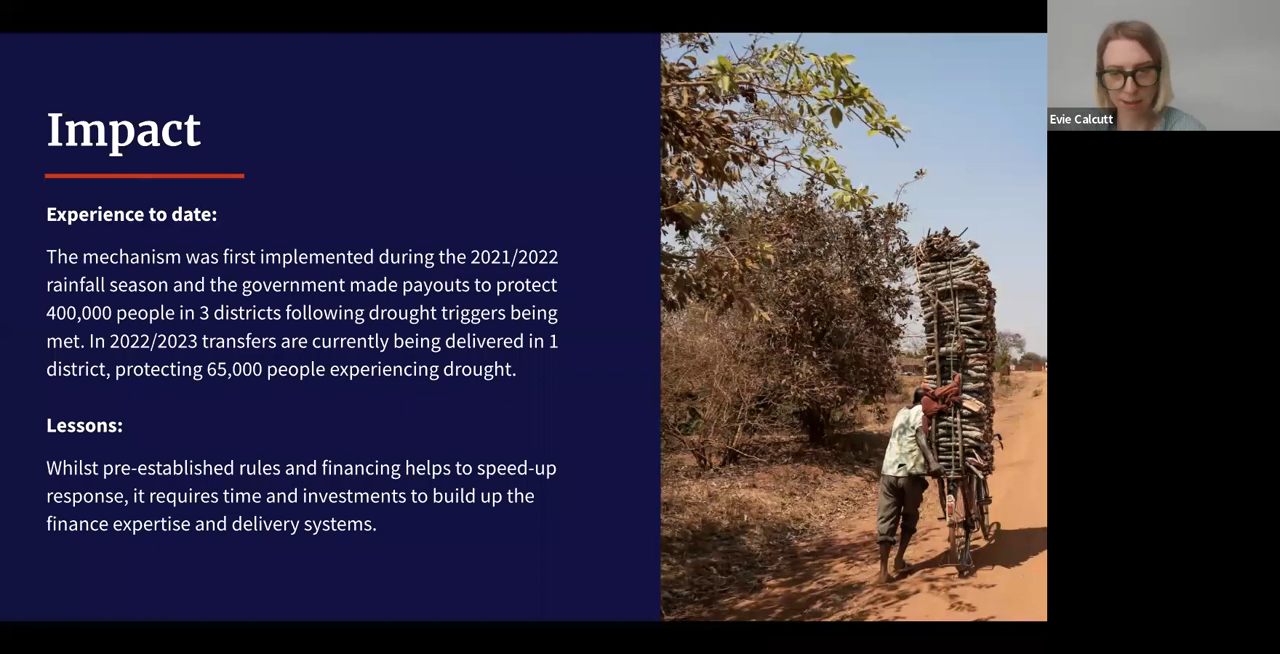 Impact
Experience to date:
The mechanism was first implemented during the 2021/2022
rainfall season and the government made payouts to protect
400,000 people in 3 districts following drought triggers being
met. In 2022/2023 transfers are currently being delivered in 1
district, protecting 65,000 people experiencing drought.
Lessons:
Whilst pre-established rules and financing helps to speed-up
response, it requires time and investments to build up the
finance expertise and delivery systems.
Evie Calcutt